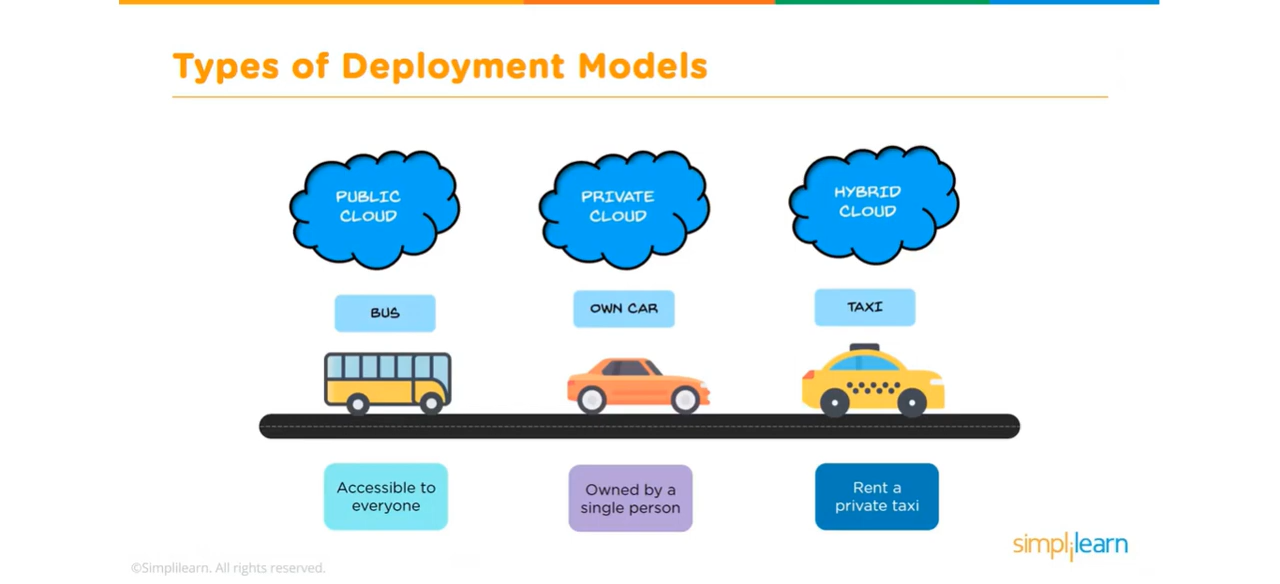 Types of Deployment Models
PUBLIC
CLOUD
PRIVATE
CLOUD
HYBRID
CLOUD
BUS
OWN CAR
TAXI
Accessible to
everyone
Owned by a
single person
Rent a
private taxi
simplilearn
©Simplilearn. All rights reserved.